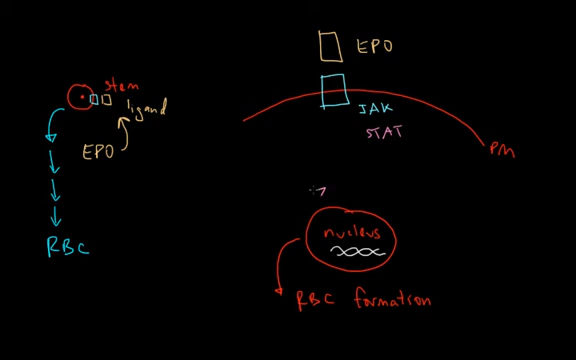 EPO
stem
ligand
JAK
STAT
EPO
PM
nucleus
RBC
RBC formation